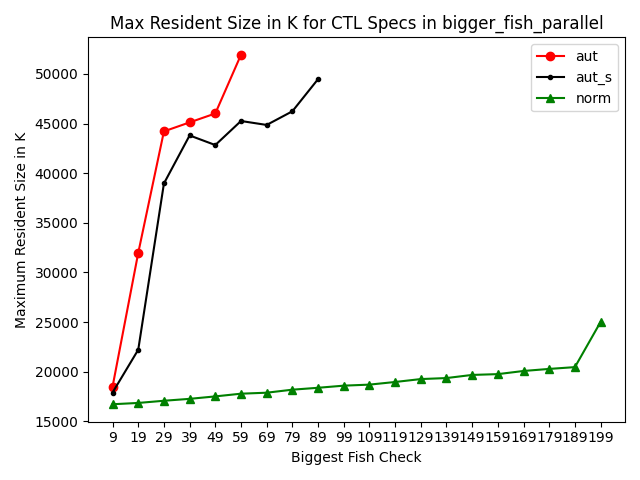 Max Resident Size in K for CTL Specs in bigger_fish_parallel
aut
aut_s
norm
Maximum Resident Size in K
50000
45000
40000
35000
30000
25000
20000
15000
9 19 29 39 49 59 69 79 89 99 109 119 129 139 149 159 169 179 189 199
Biggest Fish Check